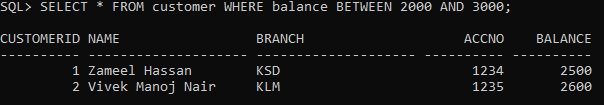 SQL> SELECT * FROM customer WHERE balance BETWEEN 2000 AND 3000;
CUSTOMERID NAME                 BRANCH                    ACCNO    BALANCE
---------- -------------------- -------------------- ---------- ----------
         1 Zameel Hassan        KSD                        1234       2500
         2 Vivek Manoj Nair     KLM                        1235       2600